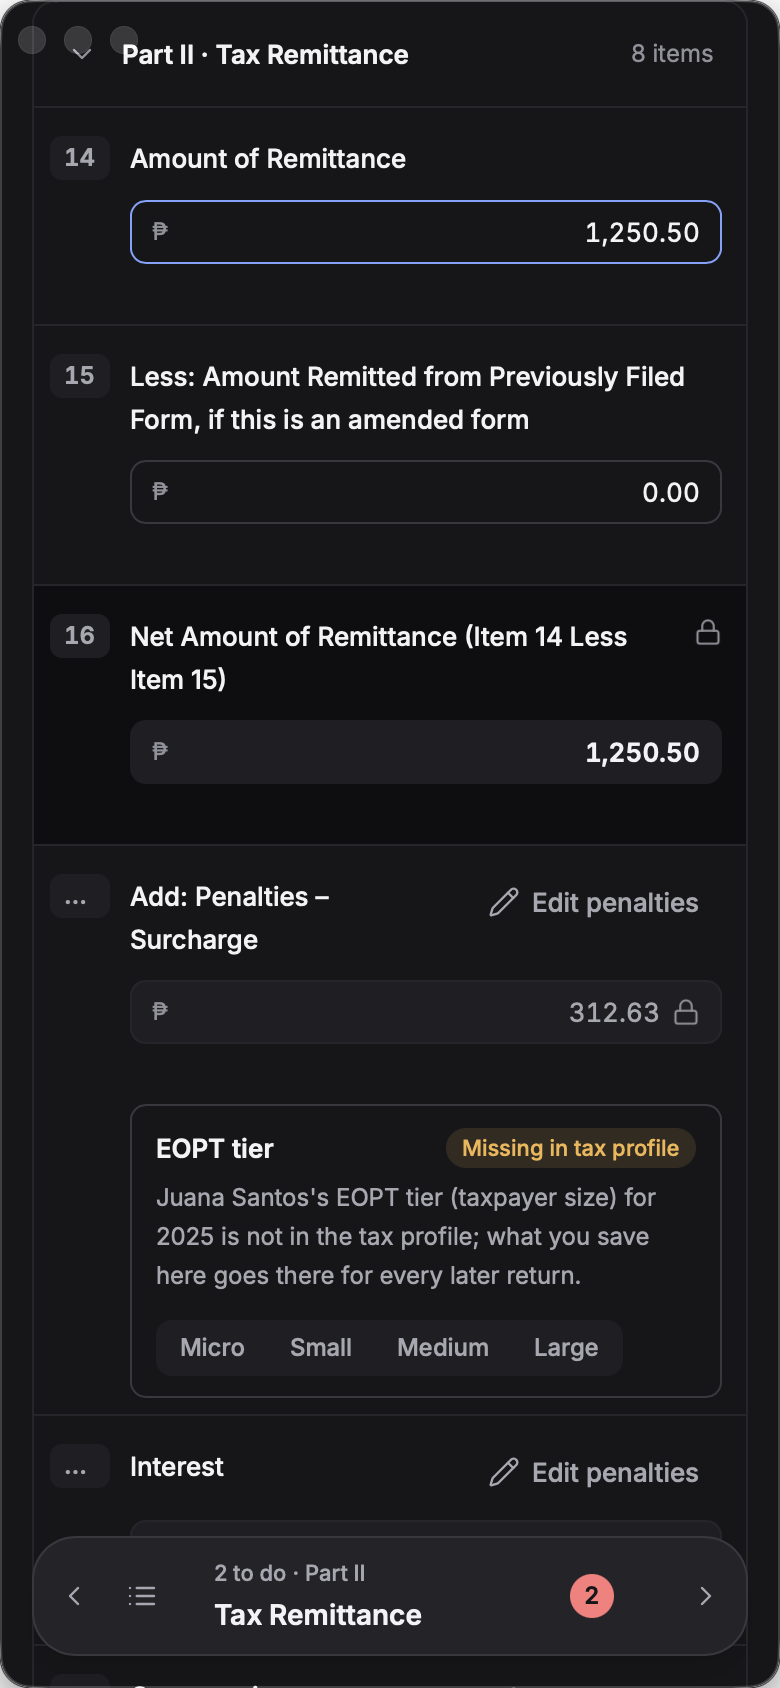 Part II · Tax Remittance
8 items
14
Amount of Remittance
₱
1,250.50
15
Less: Amount Remitted from Previously Filed
Form, if this is an amended form
₱
0.00
16
Net Amount of Remittance (Item 14 Less
Item 15)
₱
1,250.50
...
Add: Penalties –
Surcharge
Edit penalties
₱
312.63
EOPT tier
Missing in tax profile
Juana Santos's EOPT tier (taxpayer size) for
2025 is not in the tax profile; what you save
here goes there for every later return.
Micro
Small
Medium
Large
...
Interest
Edit penalties
2 to do · Part II
Tax Remittance
2